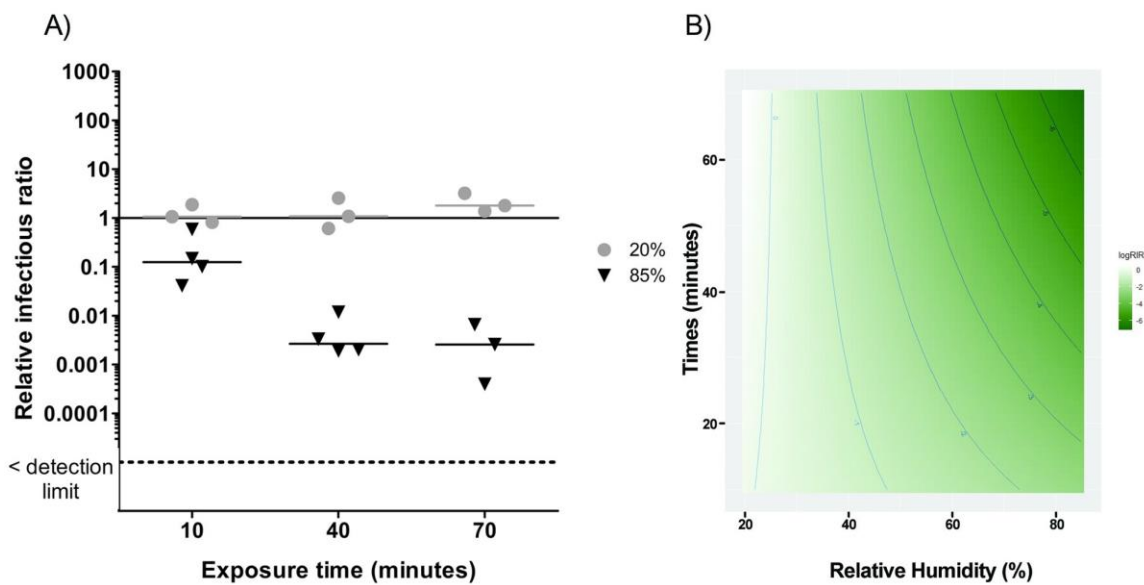 A)
1000
100
10
1
0.1
0.01
0.001
0.0001
< detection
limit
Relative infectious ratio
10
40
70
Exposure time (minutes)
20%
85%
B)
60
40
20
Times (minutes)
20
40
60
80
Relative Humidity (%)
logRIR
0
-2
-4
-6